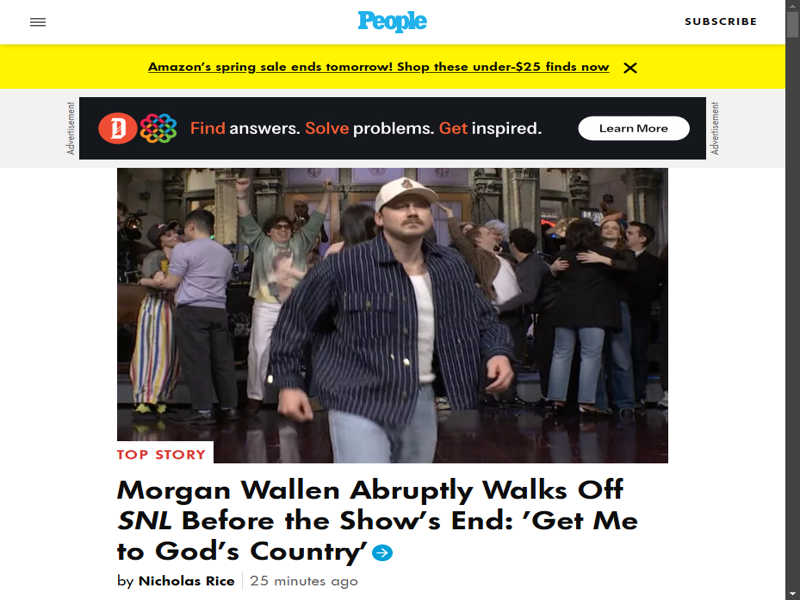 People
SUBSCRIBE
Amazon's spring sale ends tomorrow! Shop these under-$25 finds now
Advertisement
D
Find answers. Solve problems. Get inspired.
Learn More
Advertisement
TOP STORY
Morgan Wallen Abruptly Walks Off
SNL Before the Show's End: 'Get Me
to God's Country'
by Nicholas Rice
25 minutes ago